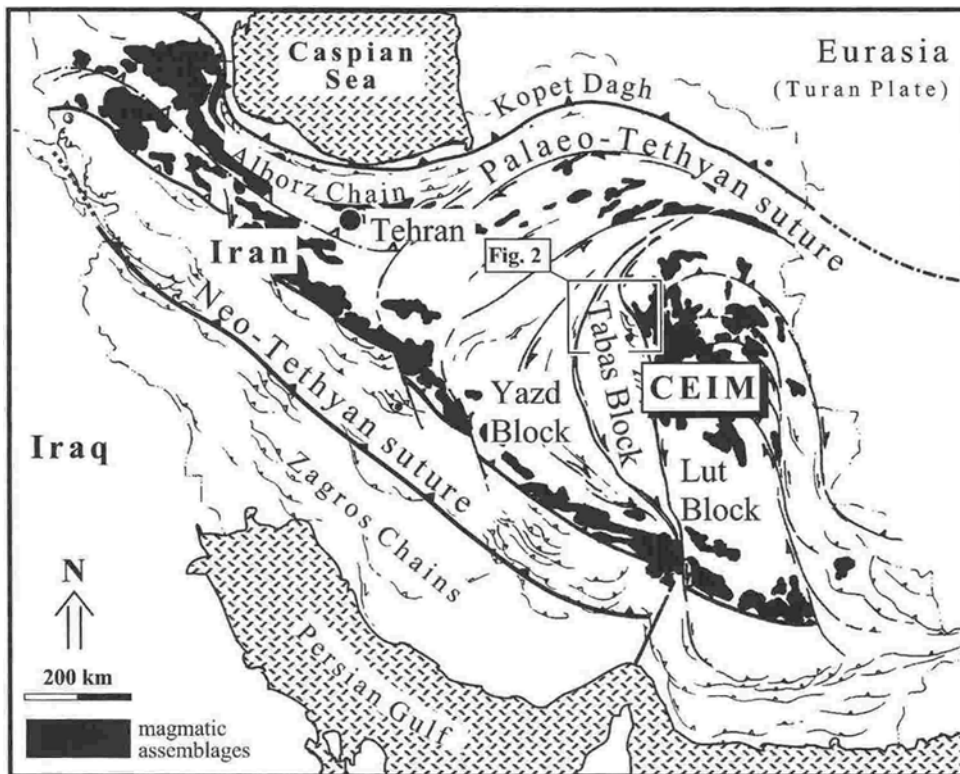 Caspian
Sea
Eurasia
(Turan Plate)
Kopet Dagh
Palaeo-Tethyan suture
Alborz Chain
Tehran
Iran
Fig. 2
Neo-Tethyan suture
Tabas Block
CEIM
Yazd
Block
Iraq
Lut
Block
Zagros Chains
N
Persian Gulf
200 km
magmatic
assemblages